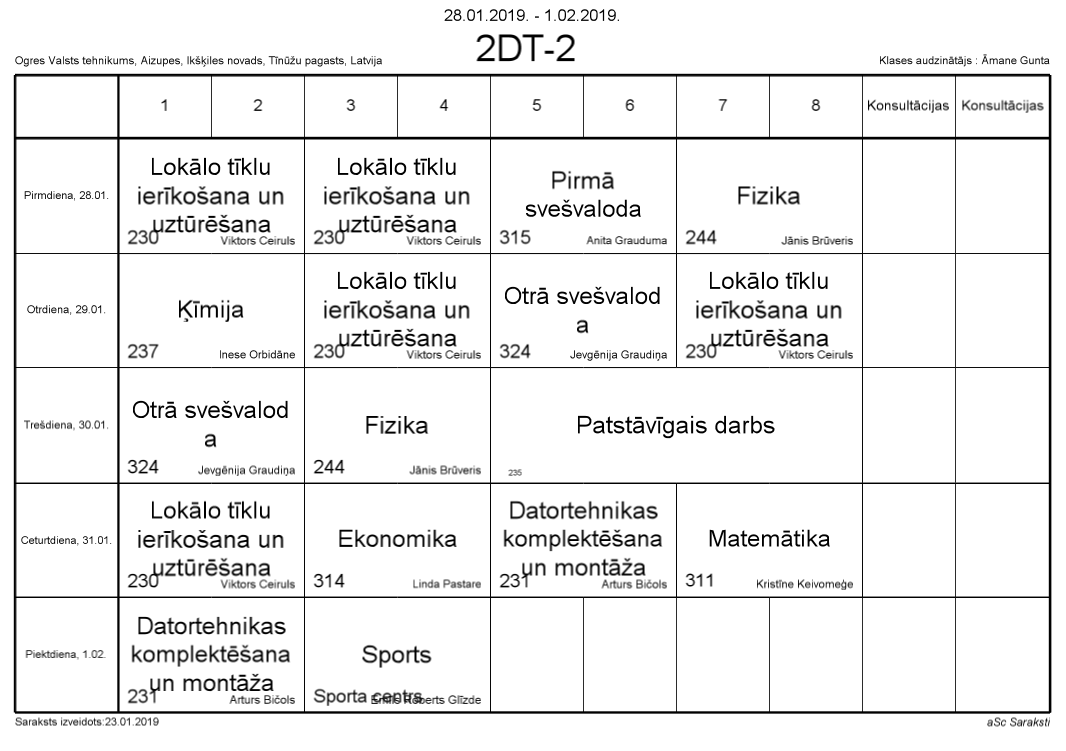 28.01.2019. - 1.02.2019.
2DT-2
Ogres Valsts tehnikums, Aizupes, Ikšķiles novads, Tīnūžu pagasts, Latvija
Klases audzinātājs : Āmane Gunta
1 2 3 4 5 6 7 8 Konsultācijas Konsultācijas
Pirmdiena, 28.01.
Lokālo tīklu
ierīkošana un
uztūrēšana
230 Viktors Ceiruls
Lokālo tīklu
ierīkošana un
uztūrēšana
230 Viktors Ceiruls
Pirmā
svešvaloda
315 Anita Grauduma
Fizika
244 Jānis Brūveris
Otrdiena, 29.01.
Ķīmija
237 Inese Orbidāne
Lokālo tīklu
ierīkošana un
uztūrēšana
230 Viktors Ceiruls
Otrā svešvalod
a
324 Jevgēnija Graudiņa
Lokālo tīklu
ierīkošana un
uztūrēšana
230 Viktors Ceiruls
Trešdiena, 30.01.
Otrā svešvalod
a
324 Jevgēnija Graudiņa
Fizika
244 Jānis Brūveris
Patstāvīgais darbs
235
Ceturtdiena, 31.01.
Lokālo tīklu
ierīkošana un
uztūrēšana
230 Viktors Ceiruls
Ekonomika
314 Linda Pastare
Datortehnikas
komplektēšana
un montāža
231 Arturs Bičols
Matemātika
311 Kristīne Keivomeģe
Piektdiena, 1.02.
Datortehnikas
komplektēšana
un montāža
231 Arturs Bičols
Sports
Sporta centrs Emīls Roberts Glīzde
Saraksts izveidots:23.01.2019
aSc Saraksti